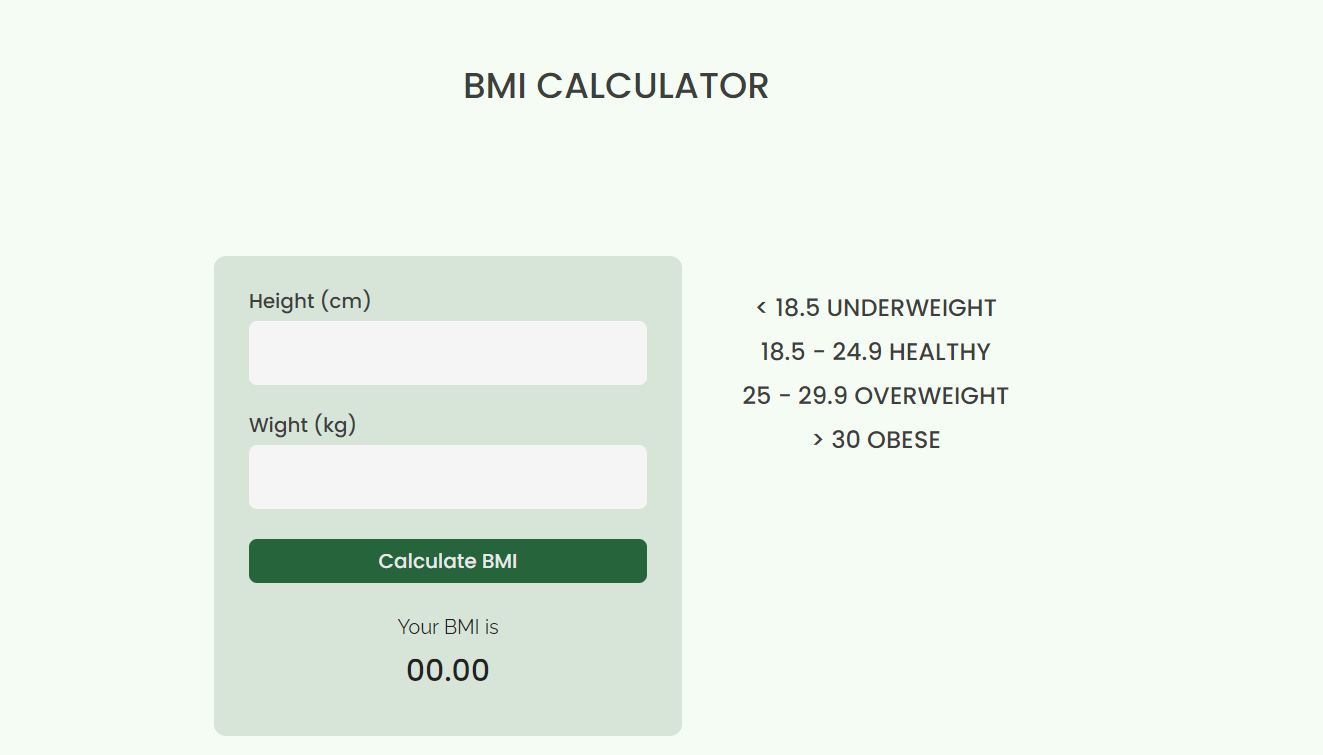 BMI CALCULATOR
Height (cm)
Wight (kg)
Calculate BMI
Your BMI is
00.00
< 18.5 UNDERWEIGHT
18.5 - 24.9 HEALTHY
25 - 29.9 OVERWEIGHT
> 30 OBESE